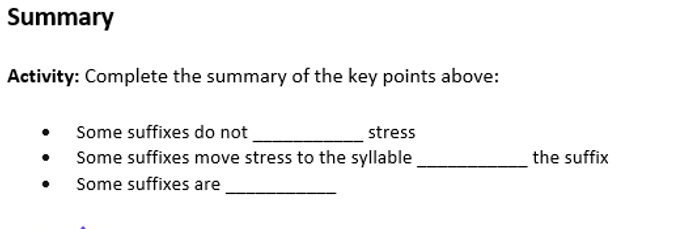 Summary
Activity: Complete the summary of the key points above:
• Some suffixes do not ___________ stress
• Some suffixes move stress to the syllable ___________ the suffix
• Some suffixes are ___________